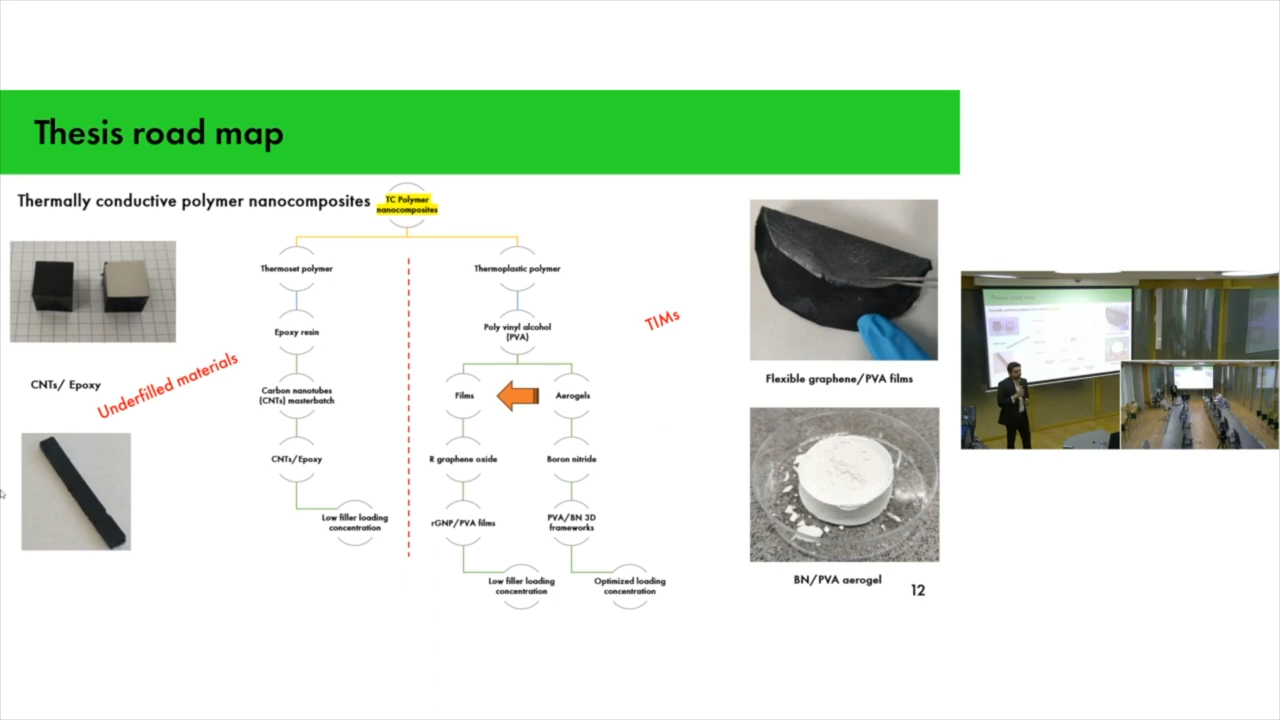 Thesis road map
Thermally conductive polymer nanocomposites
TC Polymer
nanocomposites
Thermoset polymer
Thermoplastic polymer
Epoxy resin
Poly vinyl alcohol
(PVA)
TIMs
CNTs/ Epoxy
Underfilled materials
Carbon nanotubes
(CNTs) masterbatch
Films
Aerogels
Flexible graphene/PVA films
CNTs/Epoxy
R graphene oxide
Boron nitride
Low filler loading
concentration
rGNP/PVA films
PVA/BN 3D
frameworks
Low filler loading
concentration
Optimized loading
concentration
BN/PVA aerogel
12
Thesis road map